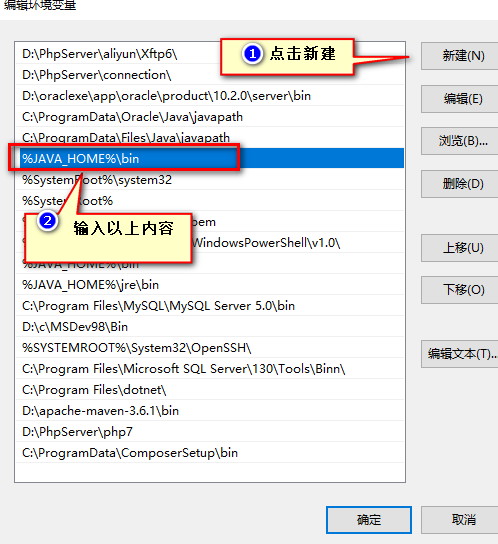 编辑环境变量
D:\PhpServer\aliyun\Xftp6\
D:\PhpServer\connection\
D:\oraclexe\app\oracle\product\10.2.0\server\bin
C:\ProgramData\Oracle\Java\javapath
C:\ProgramData\Files\Java\javapath
%JAVA_HOME%\bin
%SystemRoot%\system32
%SystemRoot%
bem
WindowsPowerShell\v1.0\
%JAVA_HOME%\bin
%JAVA_HOME%\jre\bin
C:\Program Files\MySQL\MySQL Server 5.0\bin
D:\c\MSDev98\Bin
%SYSTEMROOT%\System32\OpenSSH\
C:\Program Files\Microsoft SQL Server\130\Tools\Binn\
C:\Program Files\dotnet\
D:\apache-maven-3.6.1\bin
D:\PhpServer\php7
C:\ProgramData\ComposerSetup\bin
1 点击新建
2 输入以上内容
新建(N)
编辑(E)
浏览(B)...
删除(D)
上移(U)
下移(O)
编辑文本(T)...
确定
取消